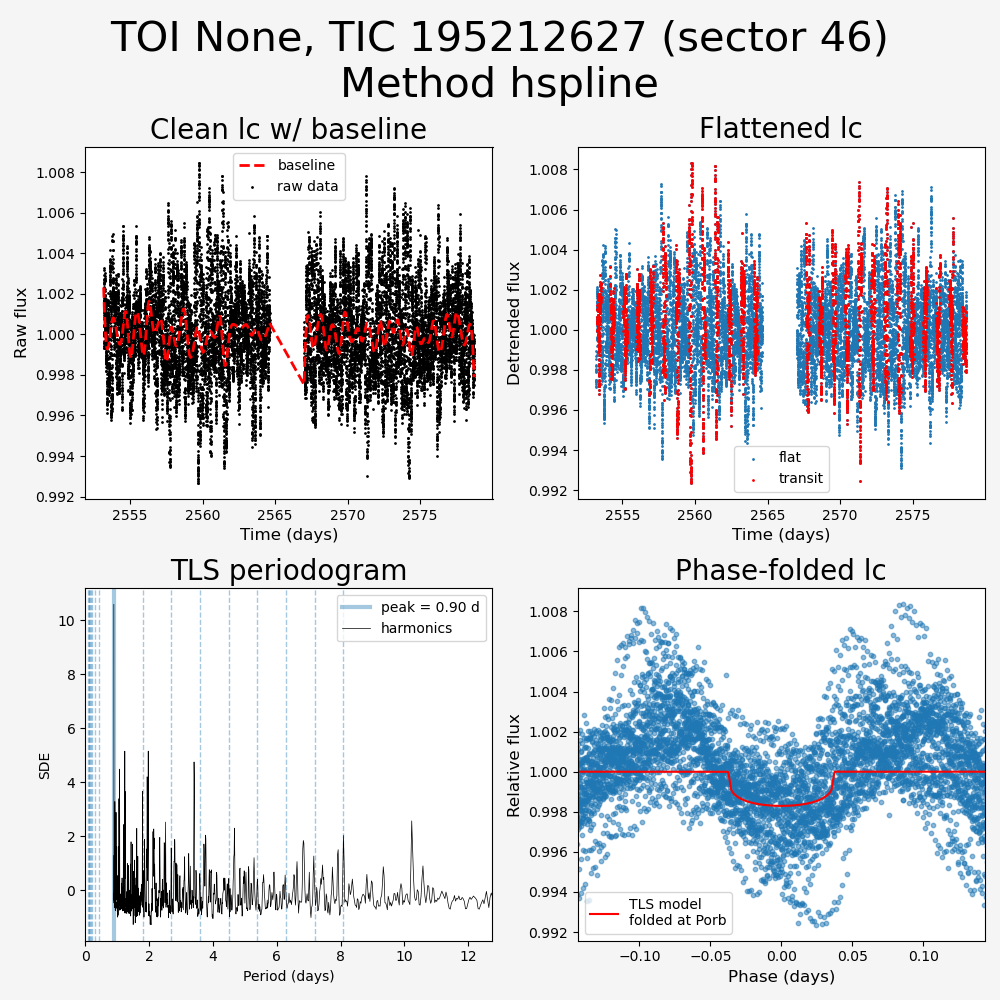 TOI None, TIC 195212627 (sector 46)
Method hspline
Clean lc w/ baseline
Raw flux
1.008
1.006
1.004
1.002
1.000
0.998
0.996
0.994
0.992
baseline
raw data
2555
2560
2565
2570
2575
Time (days)
Flattened lc
Detrended flux
1.008
1.006
1.004
1.002
1.000
0.998
0.996
0.994
0.992
flat
transit
2555
2560
2565
2570
2575
Time (days)
TLS periodogram
SDE
10
8
6
4
2
0
peak = 0.90 d
harmonics
0
2
4
6
8
10
12
Period (days)
Phase-folded lc
Relative flux
1.008
1.006
1.004
1.002
1.000
0.998
0.996
0.994
0.992
TLS model
folded at Porb
−0.10
−0.05
0.00
0.05
0.10
Phase (days)